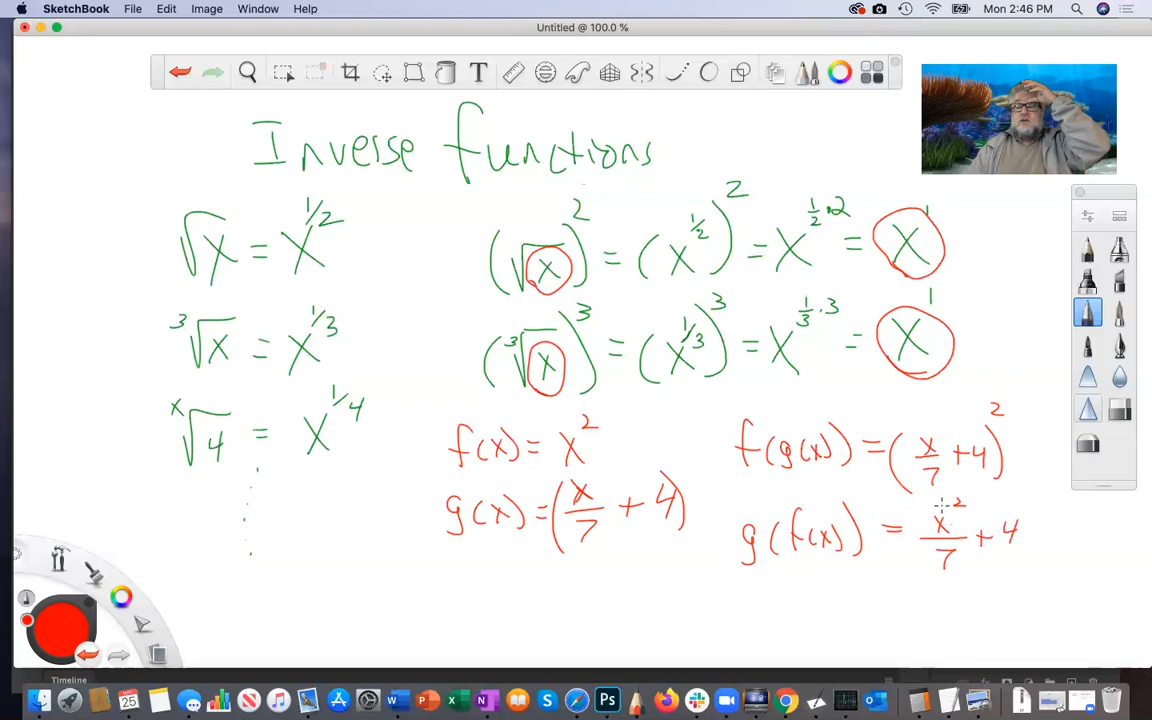 SketchBook File Edit Image Window Help Mon 2:46 PM
Untitled @ 100.0 %
Inverse functions
√x = x^1/2
(√x)^2 = (x^1/2)^2 = x^1/2•2 = x^1
3√x = x^1/3
(3√x)^3 = (x^1/3)^3 = x^1/3·3 = x^1
x√4 = x^1/4
f(x) = x^2
f(g(x)) = (x/7 + 4)^2
g(x) = (x/7 + 4)
g(f(x)) = x^2/7 + 4
Timeline